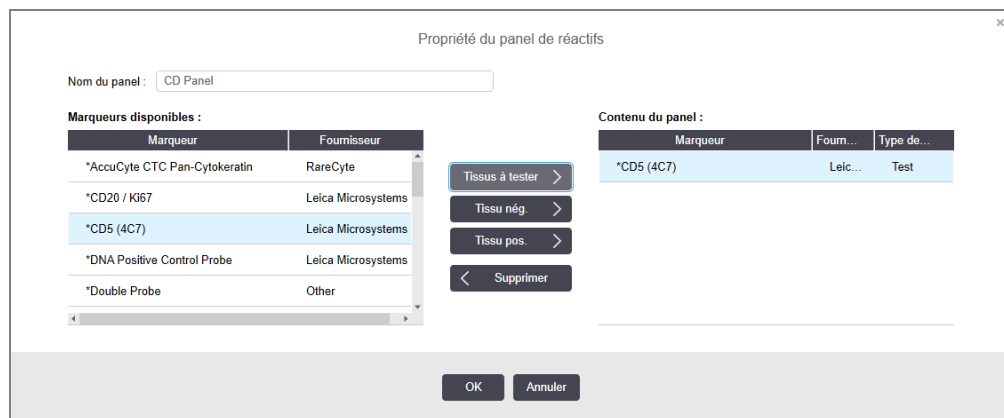 ×
Propriété du panel de réactifs
Nom du panel : CD Panel
Marqueurs disponibles :
Marqueur Fournisseur
*AccuCyte CTC Pan-Cytokeratin RareCyte
*CD20 / Ki67 Leica Microsystems
*CD5 (4C7) Leica Microsystems
*DNA Positive Control Probe Leica Microsystems
*Double Probe Other
Tissus à tester
Tissu nég.
Tissu pos.
Supprimer
Contenu du panel :
Marqueur Fourn... Type de...
*CD5 (4C7) Leic... Test
OK Annuler